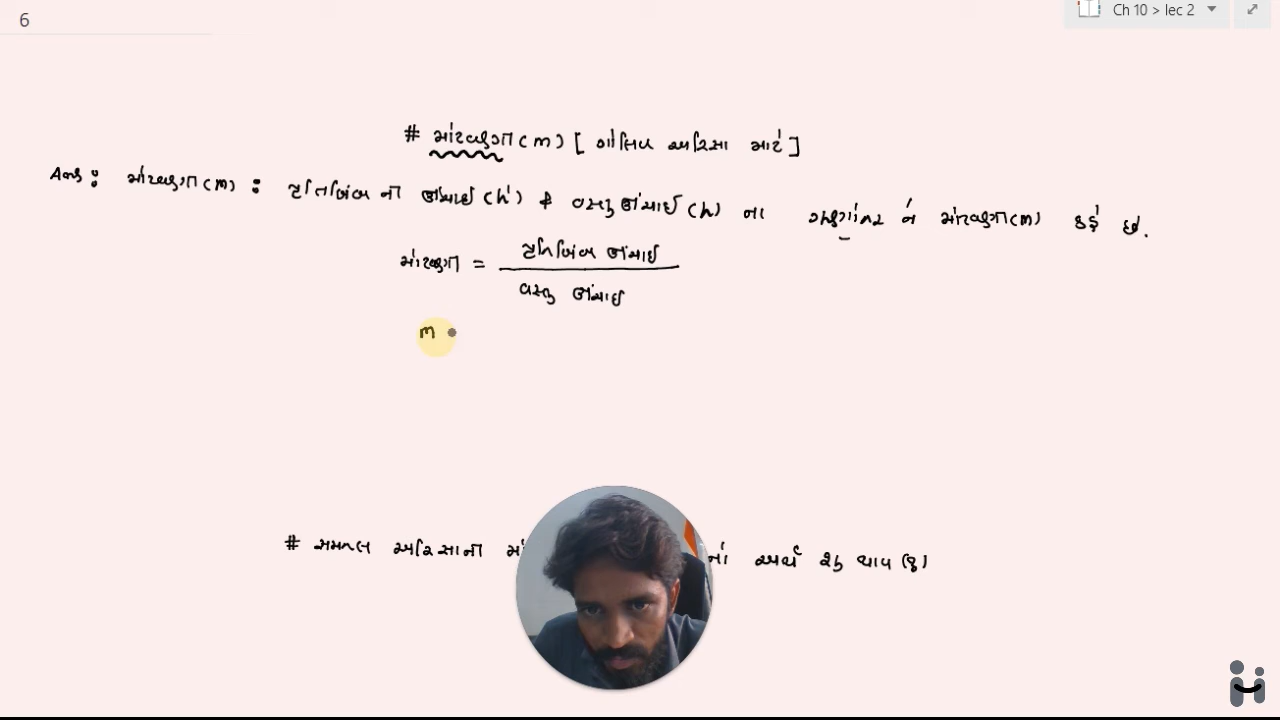 6
Ch 10 > lec 2
# મોટવણી (m) [ ગોલિય અરિસા માટે ]
Ans: મોટવણી (m) : પ્રતિબિંબ ની ઊંચાઈ (h') & વસ્તુ ઊંચાઈ (h) ના ગુણોત્તર ને મોટવણી (m) કહે છે.
મોટવણી = પ્રતિબિંબ ઊંચાઈ
વસ્તુ ઊંચાઈ
m
# સમતલ અરિસાની નો અર્થ શું થાય